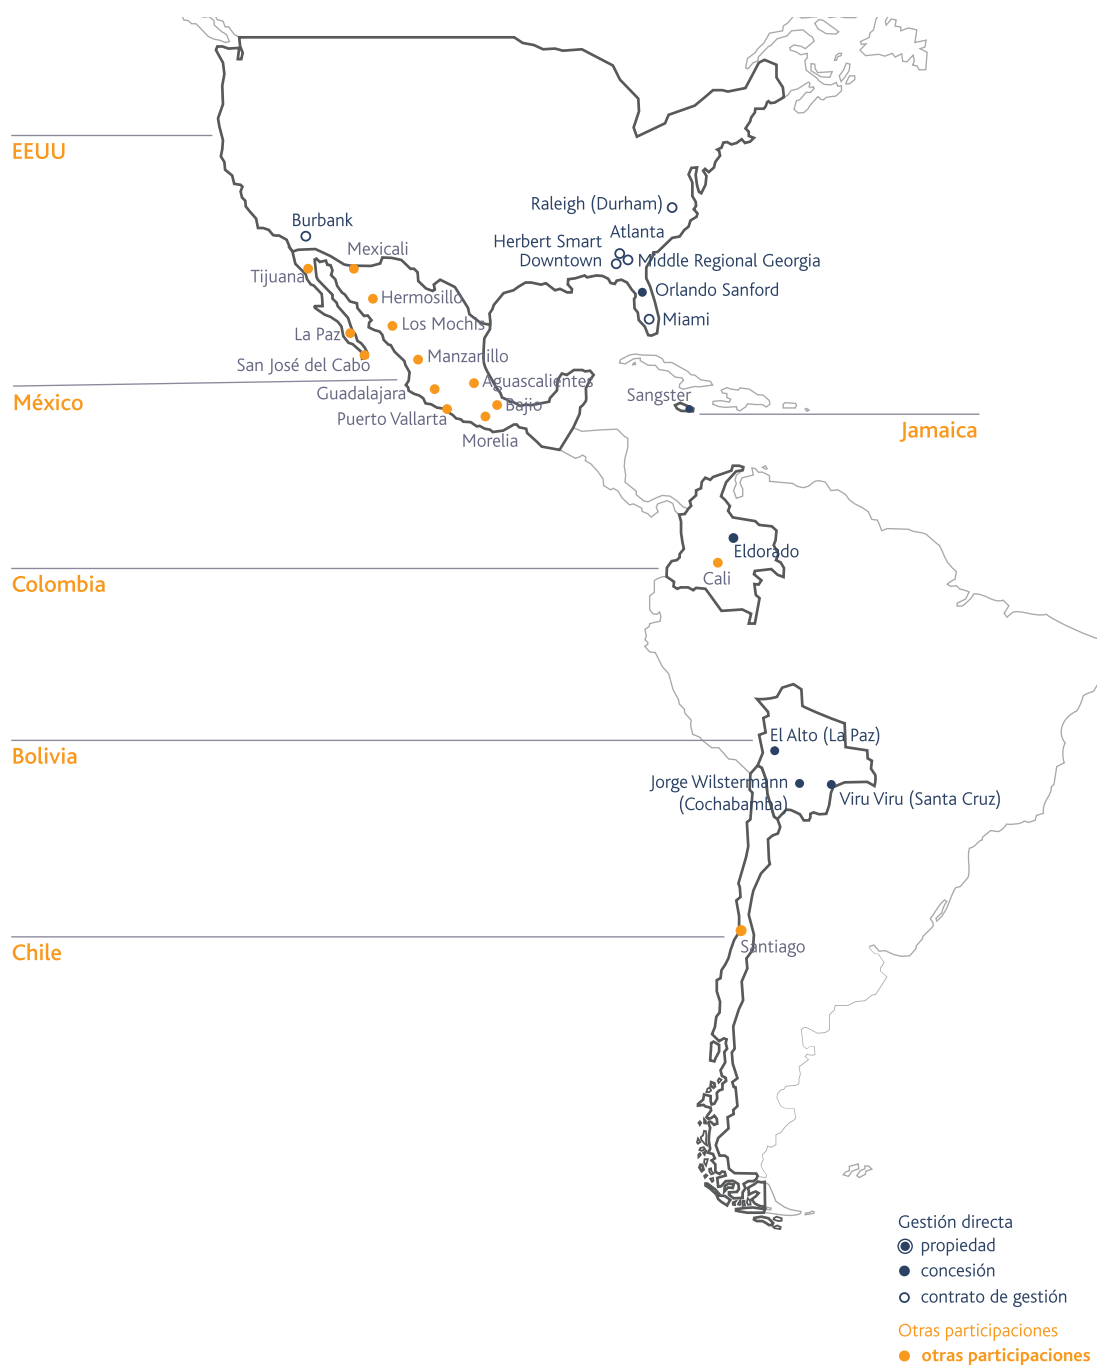 EEUU
Raleigh (Durham)
Burbank
Atlanta
Herbert Smart
Downtown
Middle Regional Georgia
Mexicali
Tijuana
Orlando Sanford
Hermosillo
Miami
Los Mochis
La Paz
Manzanillo
San José del Cabo
Aguascalientes
Guadalajara
Sangster
México
Bajio
Puerto Vallarta
Jamaica
Morelia
Eldorado
Cali
Colombia
El Alto (La Paz)
Bolivia
Jorge Wilstermann
(Cochabamba)
Viru Viru (Santa Cruz)
Santiago
Chile
Gestión directa
propiedad
concesión
contrato de gestión
Otras participaciones
otras participaciones